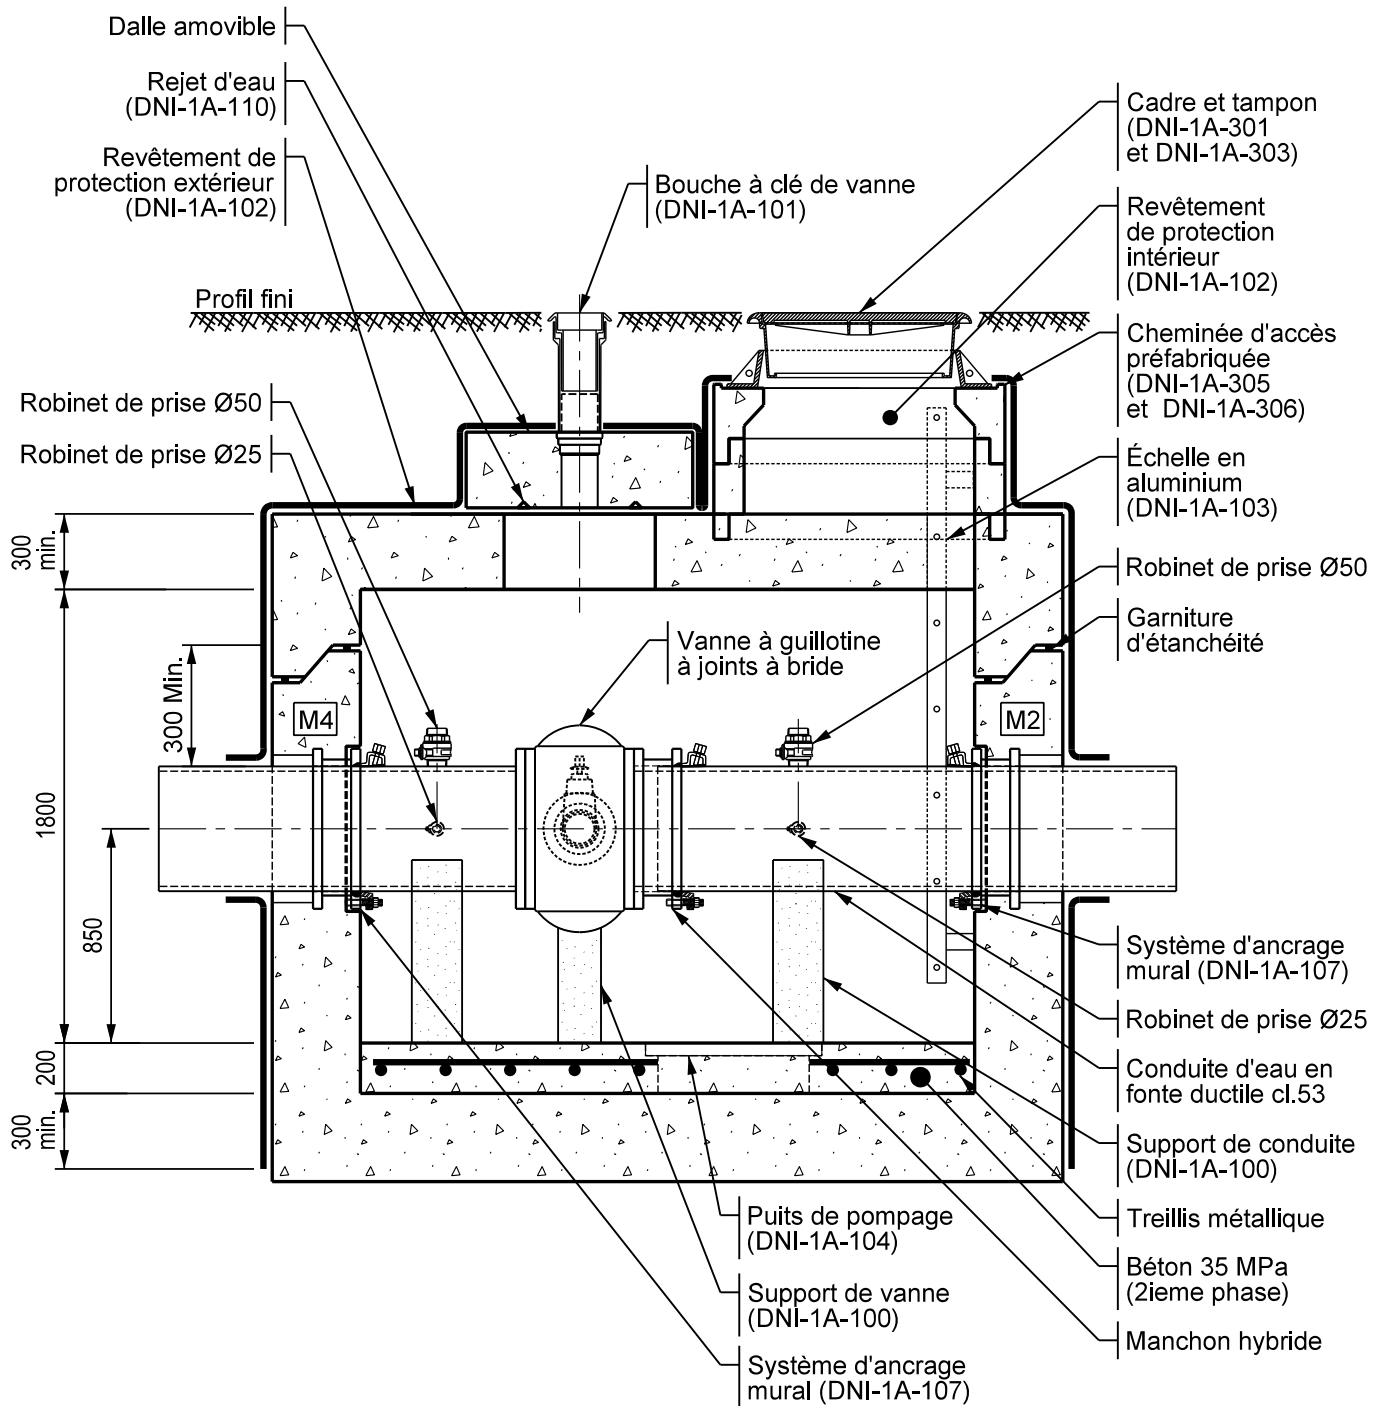 Dalle amovible
Rejet d'eau
(DNI-1A-110)
Revêtement de
protection extérieur
(DNI-1A-102)
Bouche à clé de vanne
(DNI-1A-101)
Cadre et tampon
(DNI-1A-301
et DNI-1A-303)
Revêtement
de protection
intérieur
(DNI-1A-102)
Profil fini
Cheminée d'accès
préfabriquée
(DNI-1A-305
et DNI-1A-306)
Robinet de prise Ø50
Robinet de prise Ø25
Échelle en
aluminium
(DNI-1A-103)
300
min.
Robinet de prise Ø50
Garniture
d'étanchéité
Vanne à guillotine
à joints à bride
300 Min.
M4
M2
1800
850
Système d'ancrage
mural (DNI-1A-107)
Robinet de prise Ø25
200
Conduite d'eau en
fonte ductile cl.53
300
min.
Support de conduite
(DNI-1A-100)
Puits de pompage
(DNI-1A-104)
Treillis métallique
Béton 35 MPa
(2ieme phase)
Support de vanne
(DNI-1A-100)
Manchon hybride
Système d'ancrage
mural (DNI-1A-107)